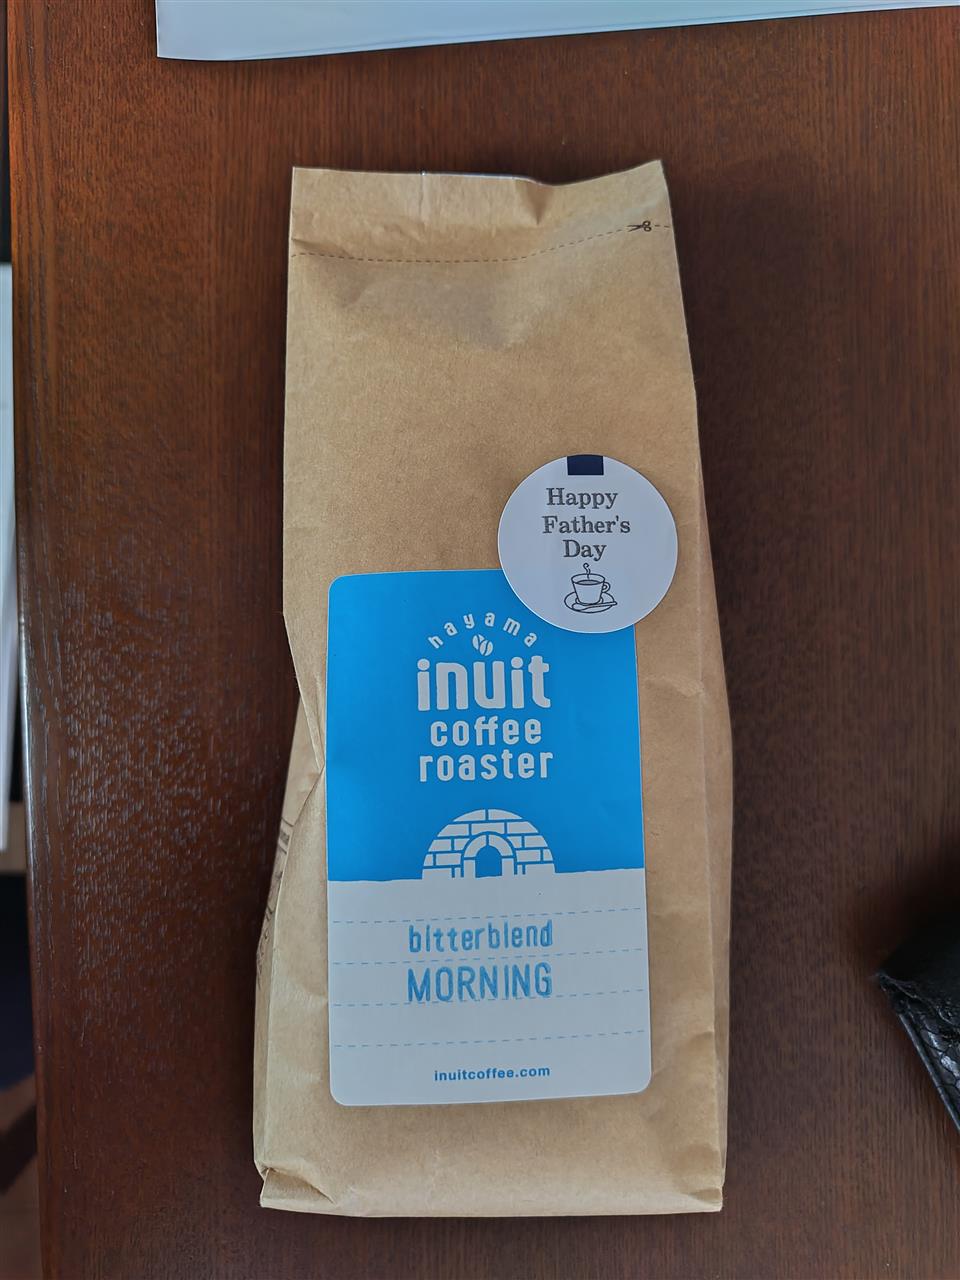 Happy
Father's
Day
hayama
inuit
coffee
roaster
bitterblend
MORNING
inuitcoffee.com